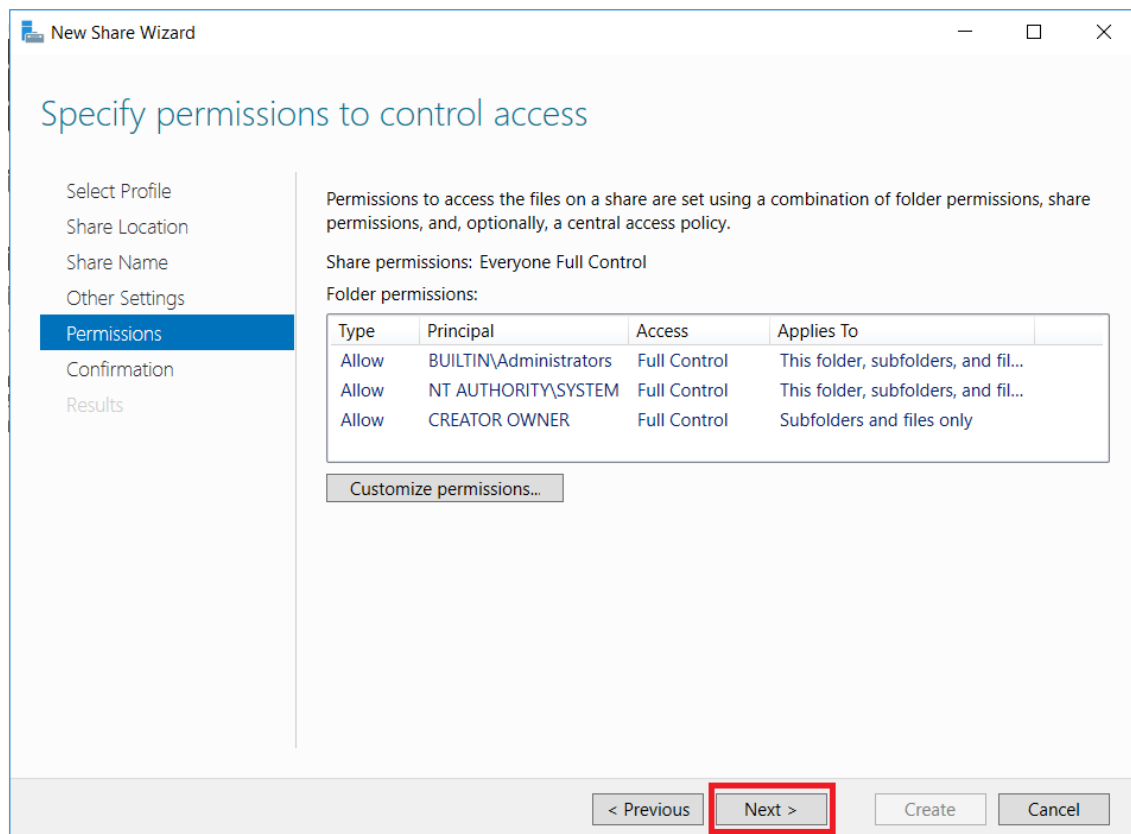 New Share Wizard
Specify permissions to control access
Select Profile
Share Location
Share Name
Other Settings
Permissions
Confirmation
Results
Permissions to access the files on a share are set using a combination of folder permissions, share
permissions, and, optionally, a central access policy.
Share permissions: Everyone Full Control
Folder permissions:
Type Principal Access Applies To
Allow BUILTIN\Administrators Full Control This folder, subfolders, and fil...
Allow NT AUTHORITY\SYSTEM Full Control This folder, subfolders, and fil...
Allow CREATOR OWNER Full Control Subfolders and files only
Customize permissions...
< Previous Next > Create Cancel